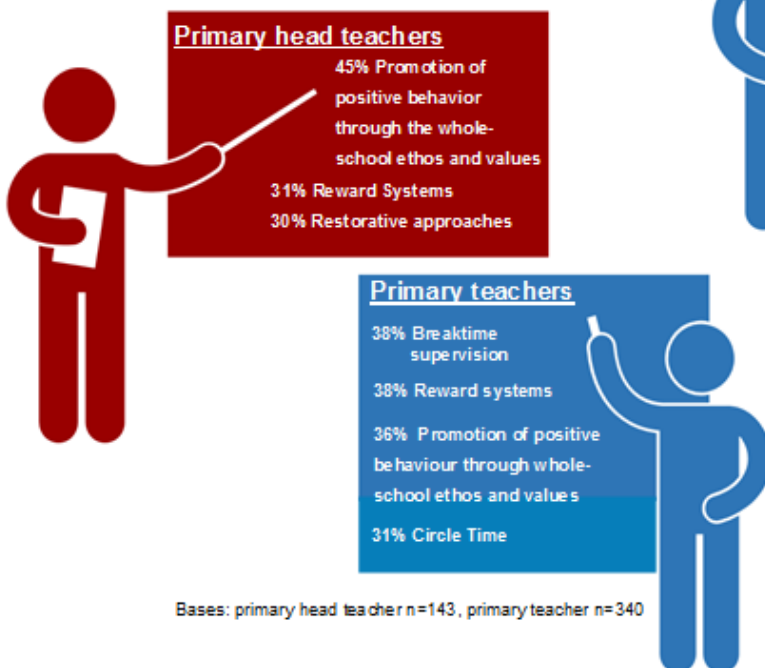 Primary head teachers
45% Promotion of
positive behavior
through the whole-
school ethos and values
31% Reward Systems
30% Restorative approaches
Primary teachers
38% Breaktime
supervision
38% Reward systems
36% Promotion of positive
behaviour through whole-
school ethos and values
31% Circle Time
Bases: primary head teacher n=143, primary teacher n=340